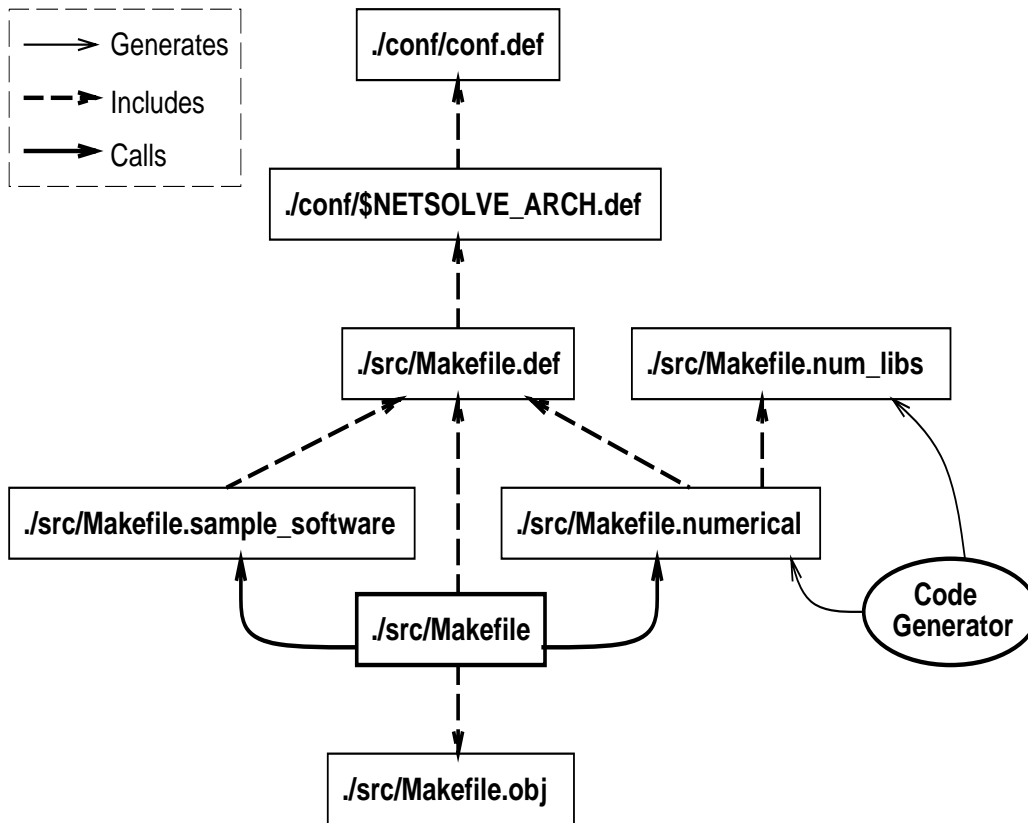 Generates
Includes
Calls
./conf/conf.def
./conf/$NETSOLVE_ARCH.def
./src/Makefile.def
./src/Makefile.num_libs
./src/Makefile.sample_software
./src/Makefile.numerical
./src/Makefile
Code
Generator
./src/Makefile.obj